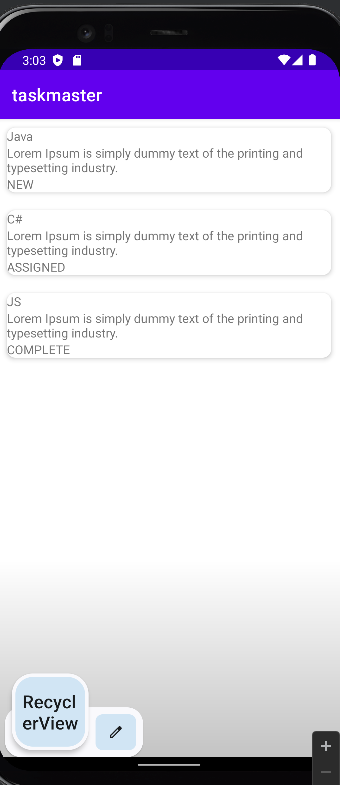 3:03
taskmaster
Java
Lorem Ipsum is simply dummy text of the printing and
typesetting industry.
NEW
C#
Lorem Ipsum is simply dummy text of the printing and
typesetting industry.
ASSIGNED
JS
Lorem Ipsum is simply dummy text of the printing and
typesetting industry.
COMPLETE
Recycl
erView